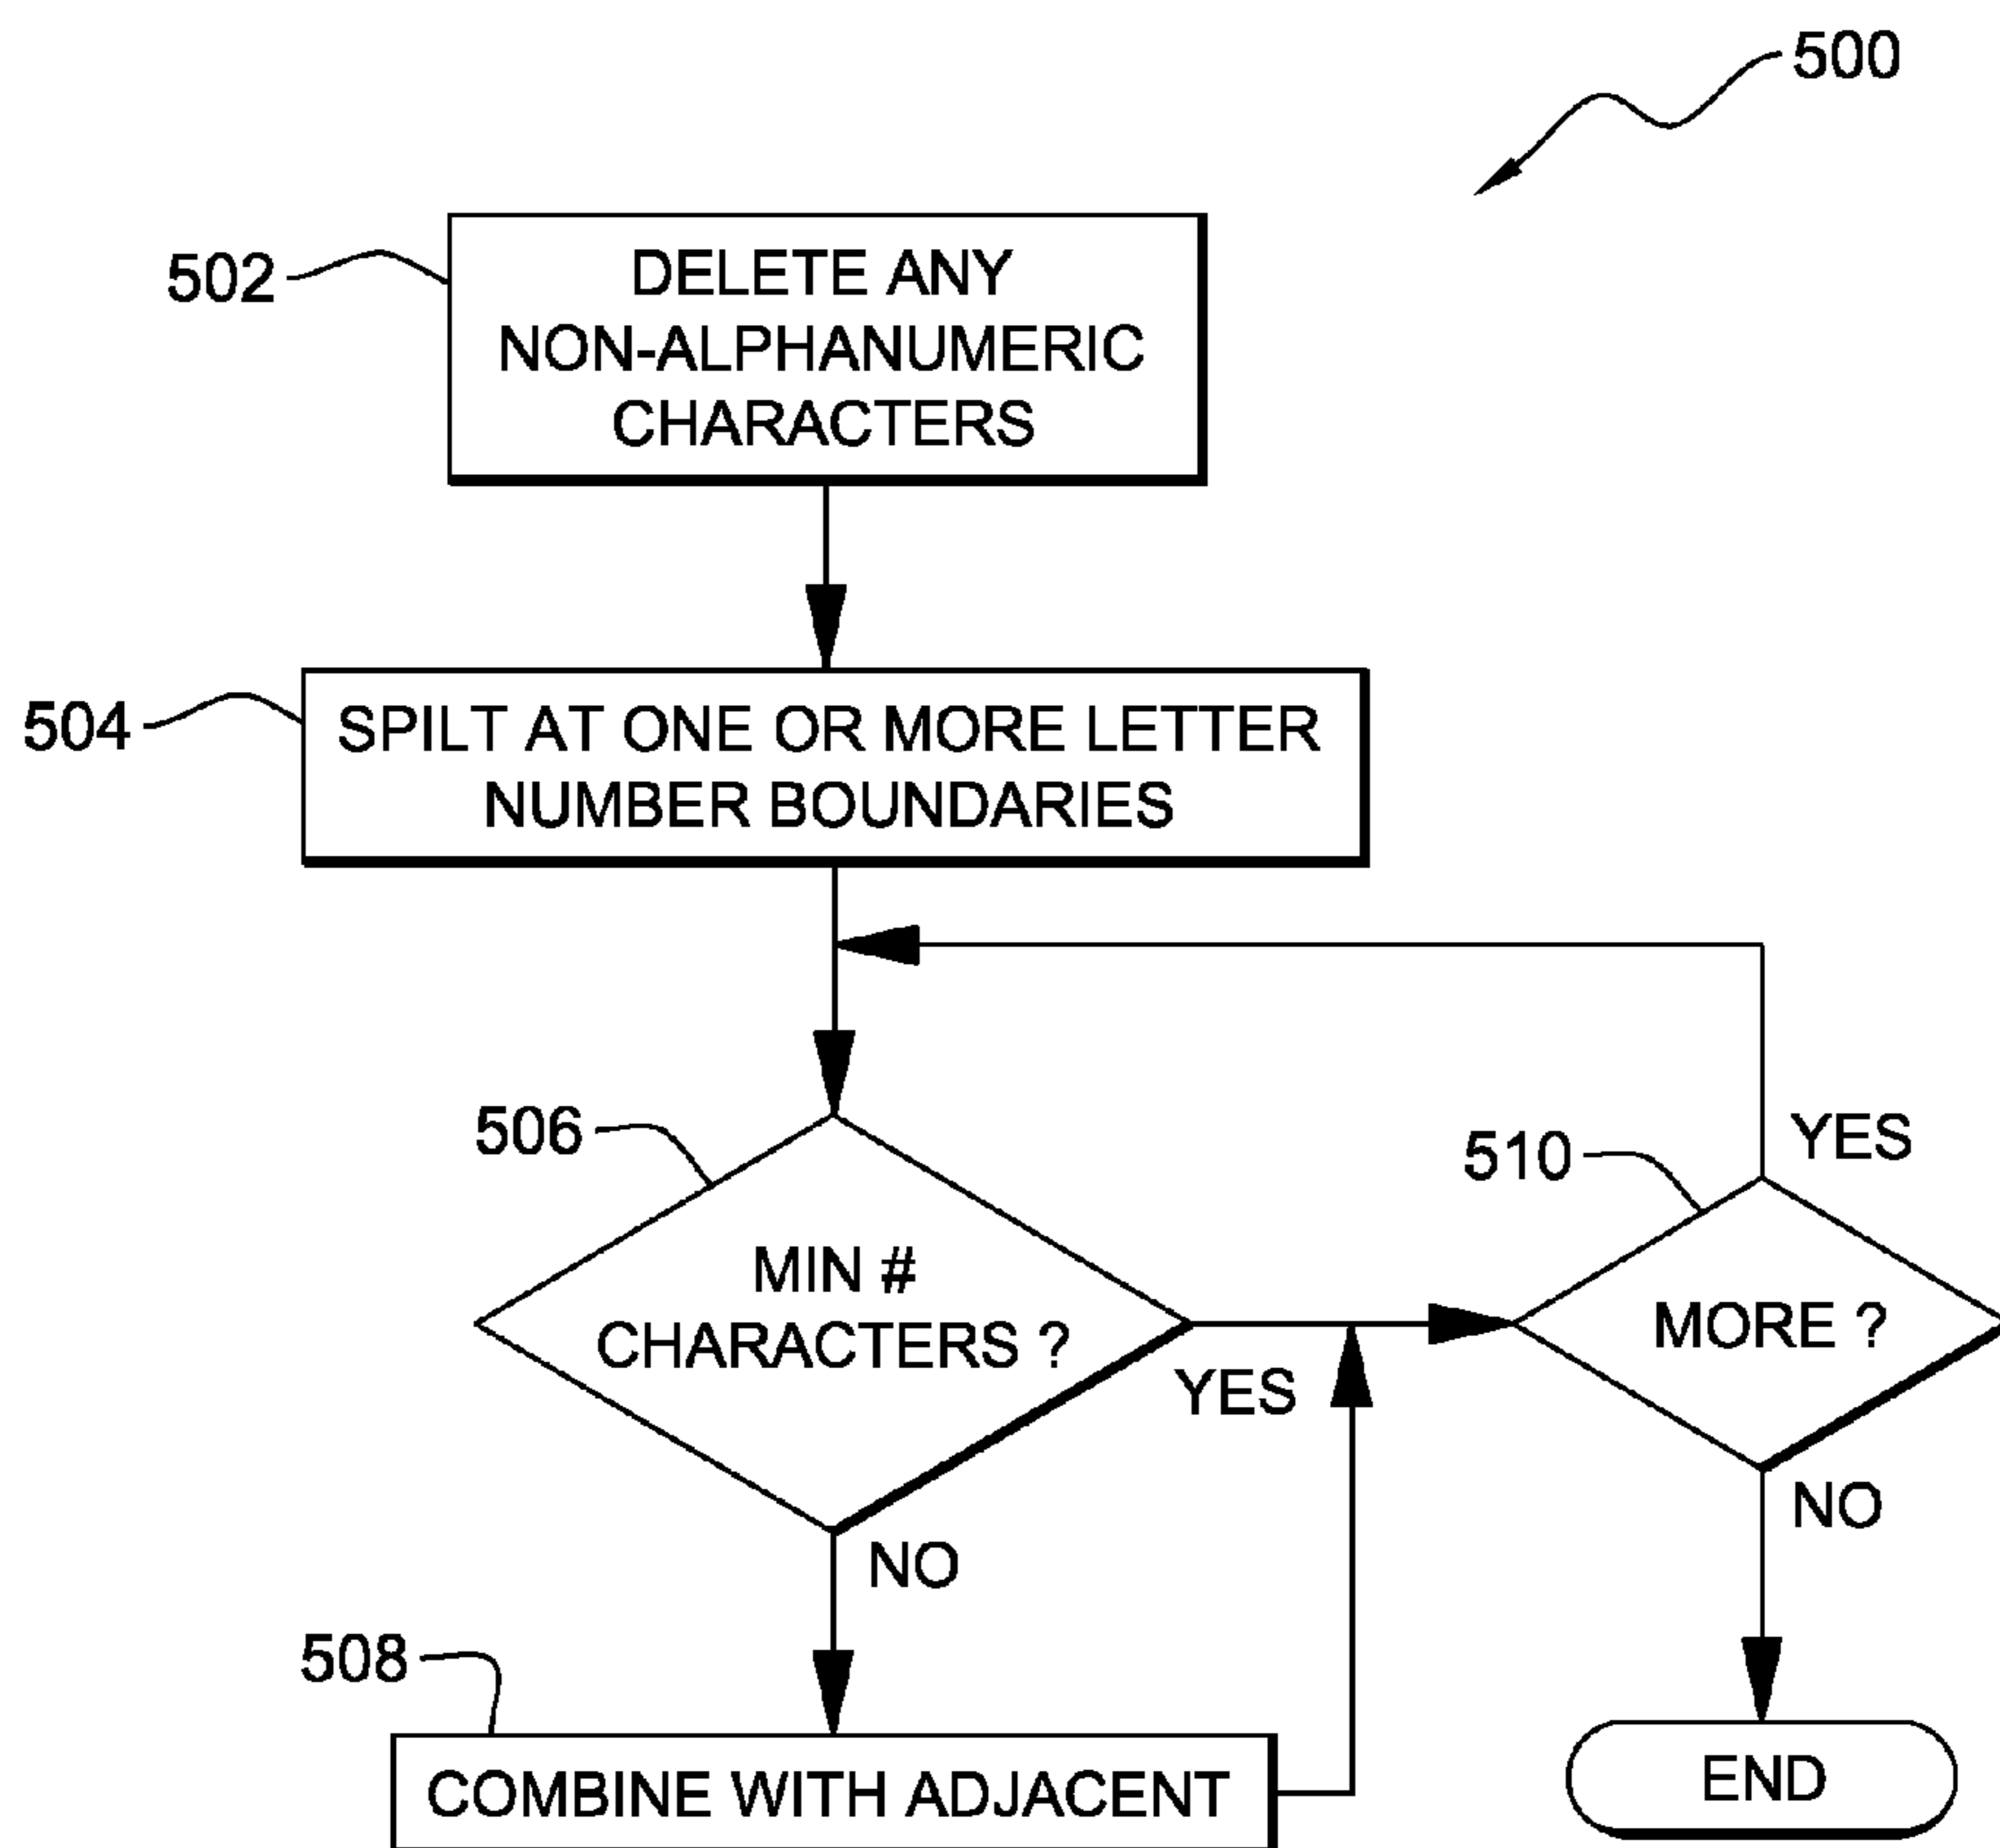 500
502
DELETE ANY
NON-ALPHANUMERIC
CHARACTERS
504
SPILT AT ONE OR MORE LETTER
NUMBER BOUNDARIES
506
MIN #
CHARACTERS ?
YES
NO
510
YES
MORE ?
NO
508
COMBINE WITH ADJACENT
END